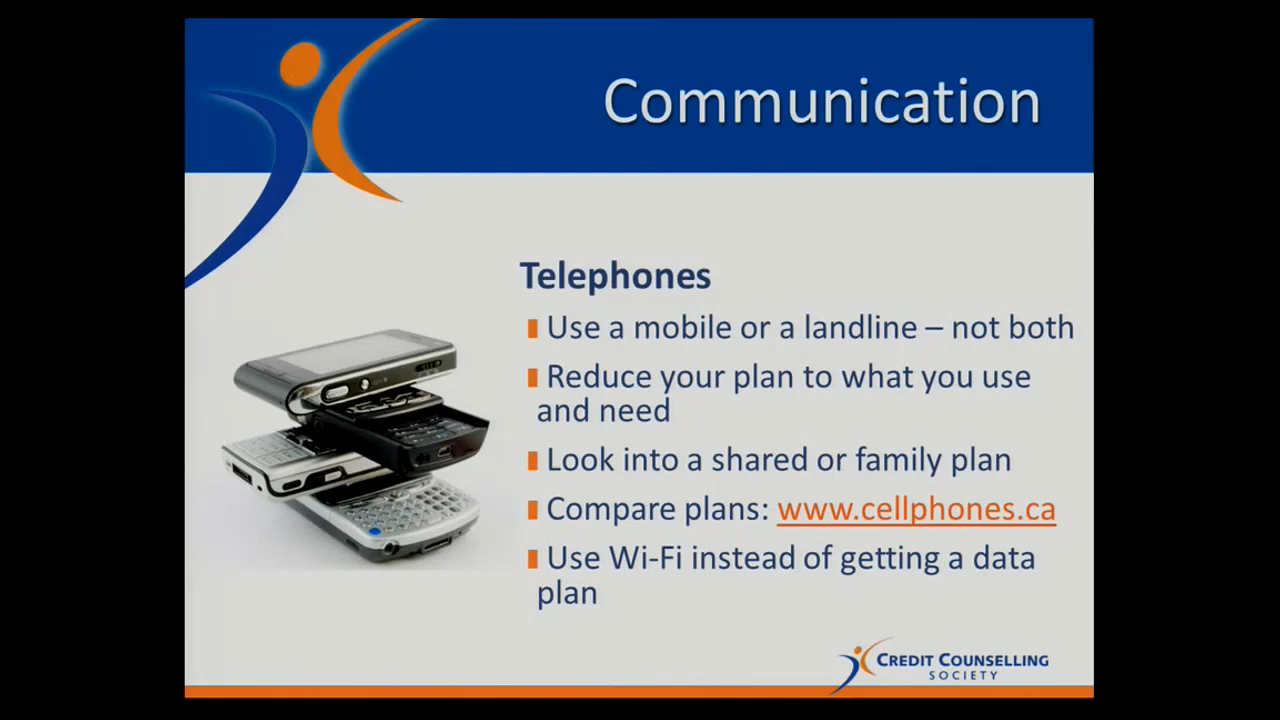 Communication
Telephones
Use a mobile or a landline – not both
Reduce your plan to what you use
and need
Look into a shared or family plan
Compare plans: www.cellphones.ca
Use Wi-Fi instead of getting a data
plan
CREDIT COUNSELLING
SOCIETY